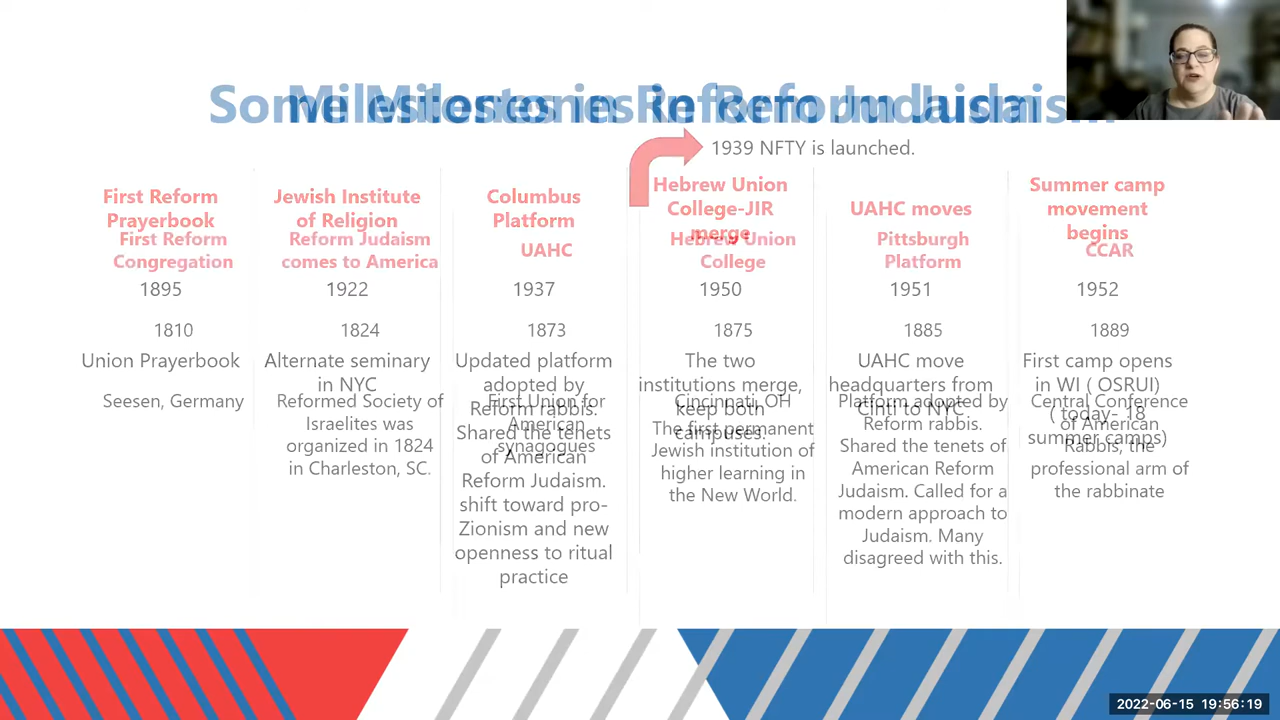 Some Milestones in Reform Judaism...
Milestones in Reform Judaism
1939 NFTY is launched.
First Reform
Prayerbook
1895
Union Prayerbook
Jewish Institute
of Religion
1922
Alternate seminary
in NYC
Columbus
Platform
1937
Updated platform
adopted by
Reform rabbis.
Shared the tenets
of American
Reform Judaism.
shift toward pro-
Zionism and new
openness to ritual
practice
Hebrew Union
College-JIR
merge
1950
The two
institutions merge,
keep both
campuses.
UAHC moves
1951
UAHC move
headquarters from
Cinti to NYC
Summer camp
movement
begins
1952
First camp opens
in WI ( OSRUI)
( today- 18
summer camps)
First Reform
Congregation
1810
Seesen, Germany
Reform Judaism
comes to America
1824
Reformed Society of
Israelites was
organized in 1824
in Charleston, SC.
UAHC
1873
First Union for
American
synagogues
Hebrew Union
College
1875
Cincinnati, OH
The first permanent
Jewish institution of
higher learning in
the New World.
Pittsburgh
Platform
1885
Platform adopted by
Reform rabbis.
Shared the tenets of
American Reform
Judaism. Called for a
modern approach to
Judaism. Many
disagreed with this.
CCAR
1889
Central Conference
of American
Rabbis, the
professional arm of
the rabbinate
2022-06-15 19:56:19